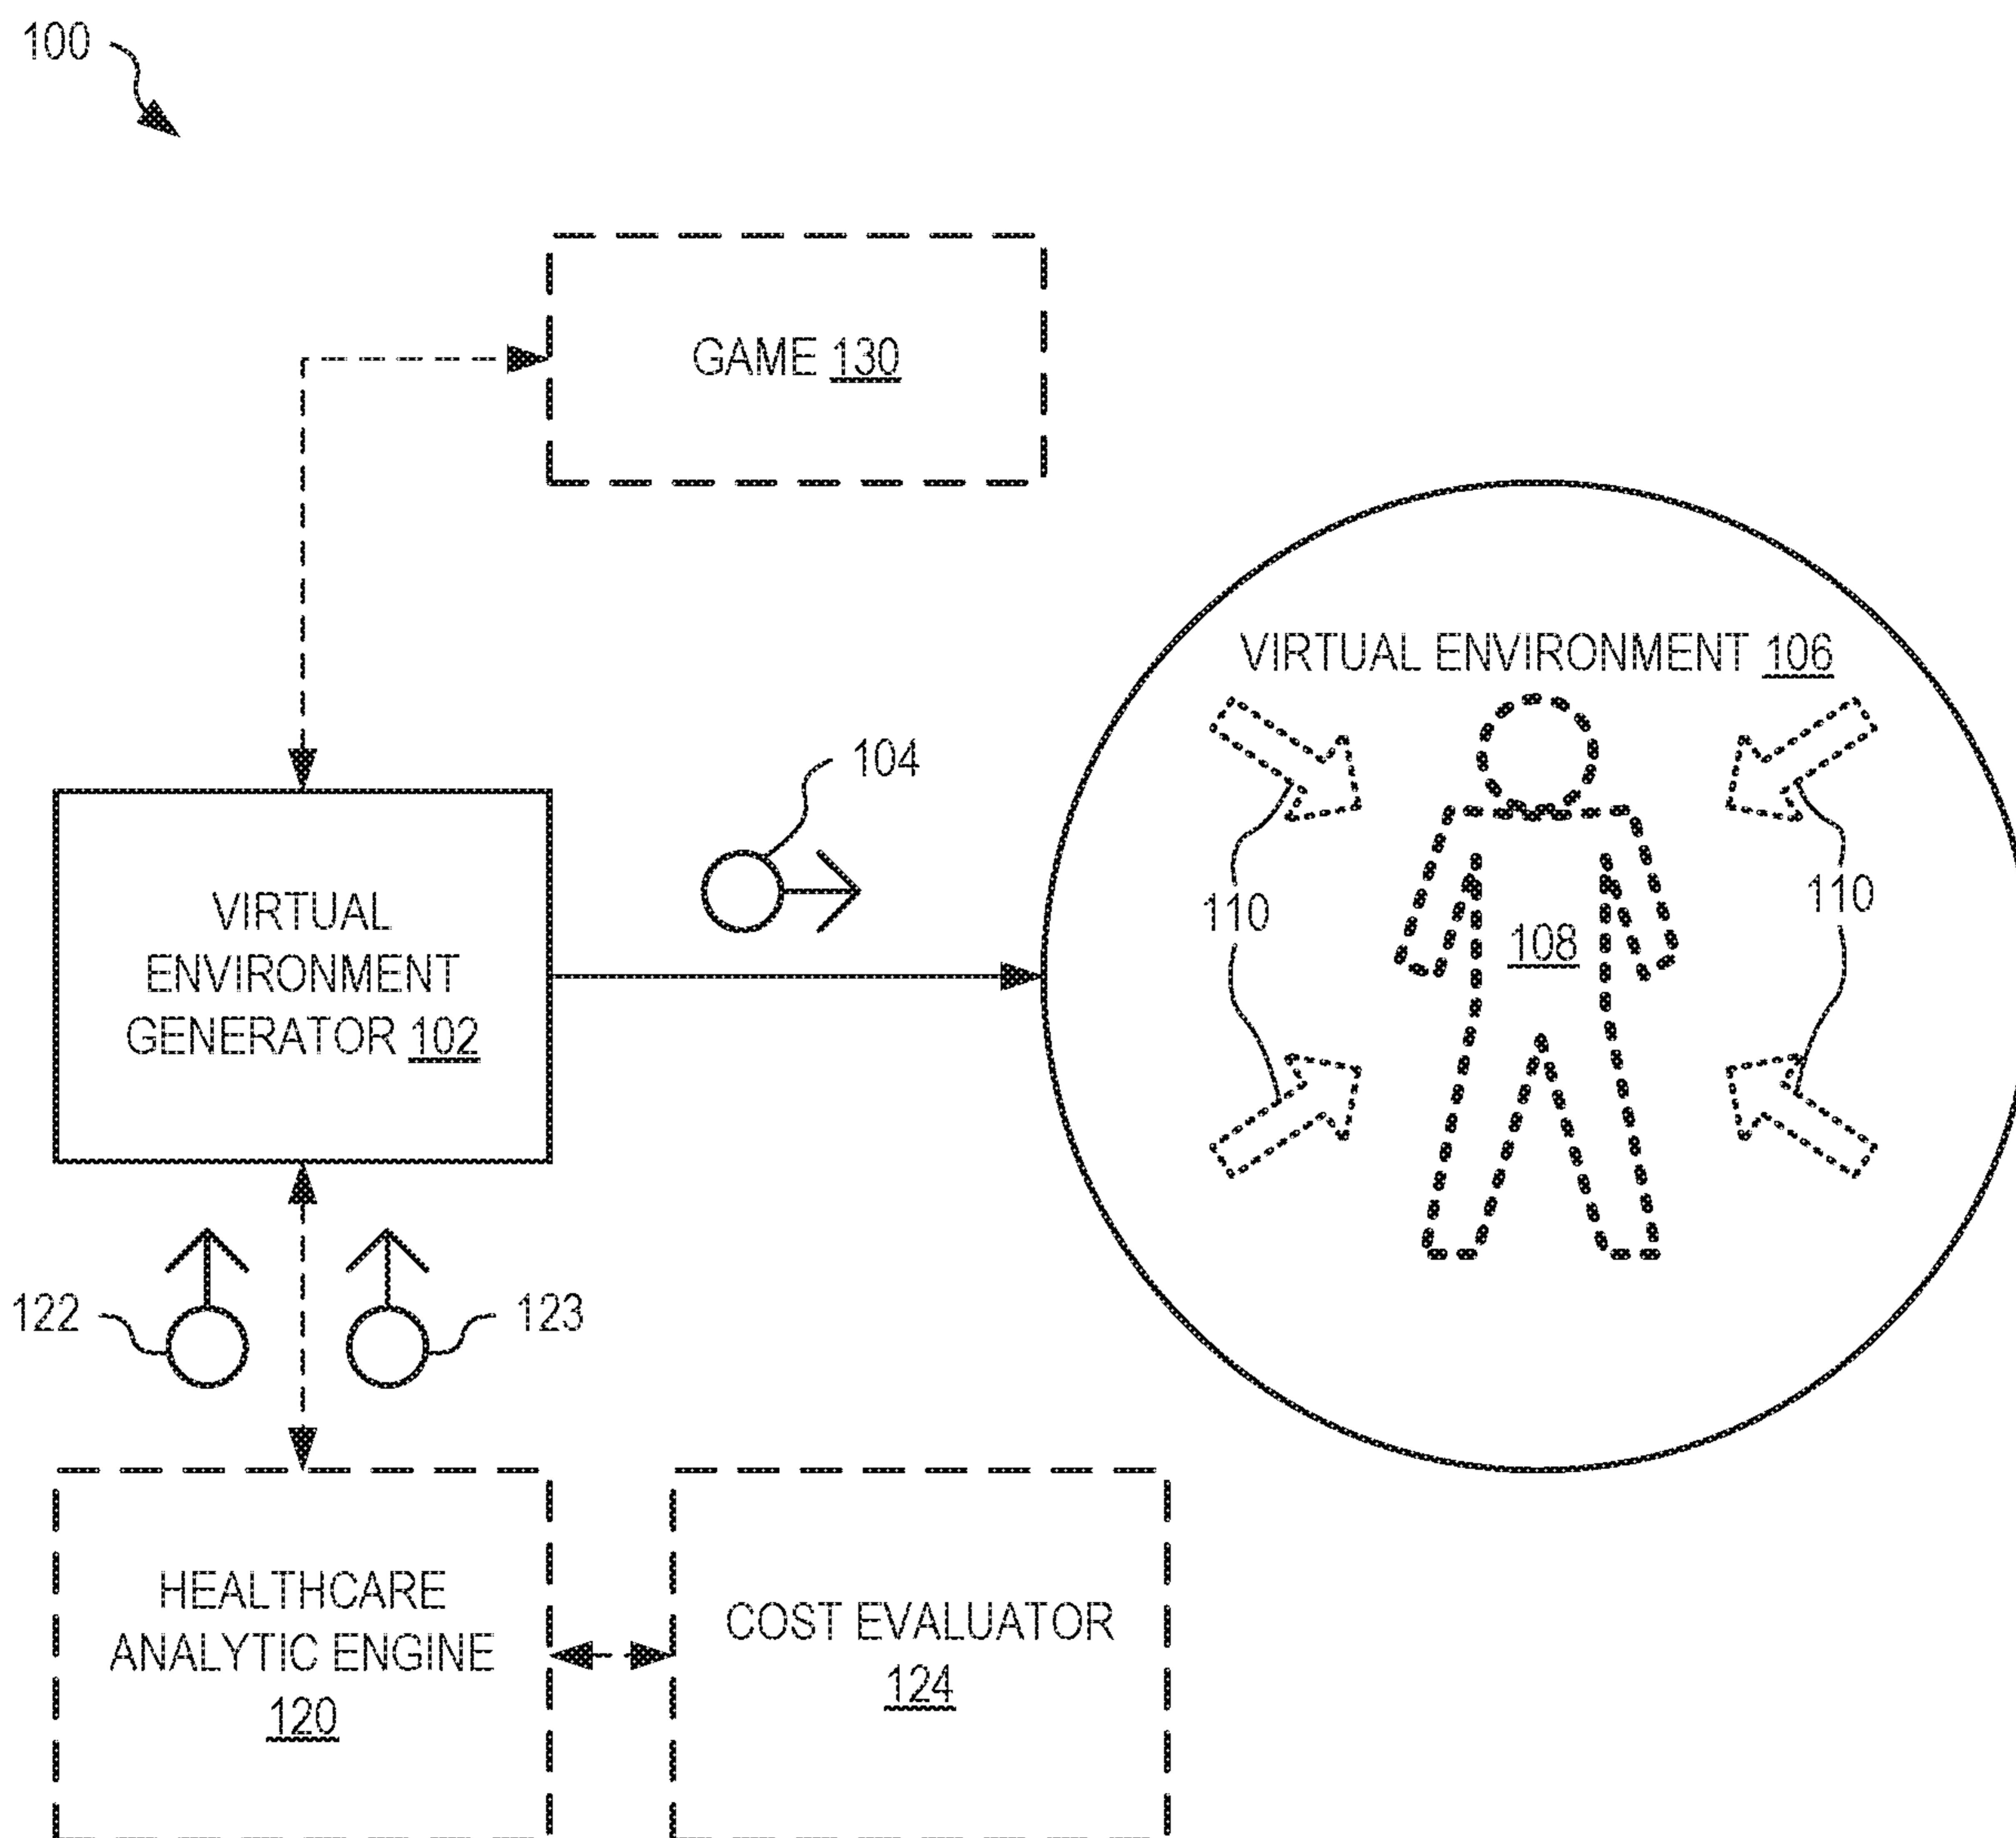 100
GAME 130
VIRTUAL ENVIRONMENT 106
104
110
110
108
VIRTUAL
ENVIRONMENT
GENERATOR 102
122
123
HEALTHCARE
ANALYTIC ENGINE
120
COST EVALUATOR
124